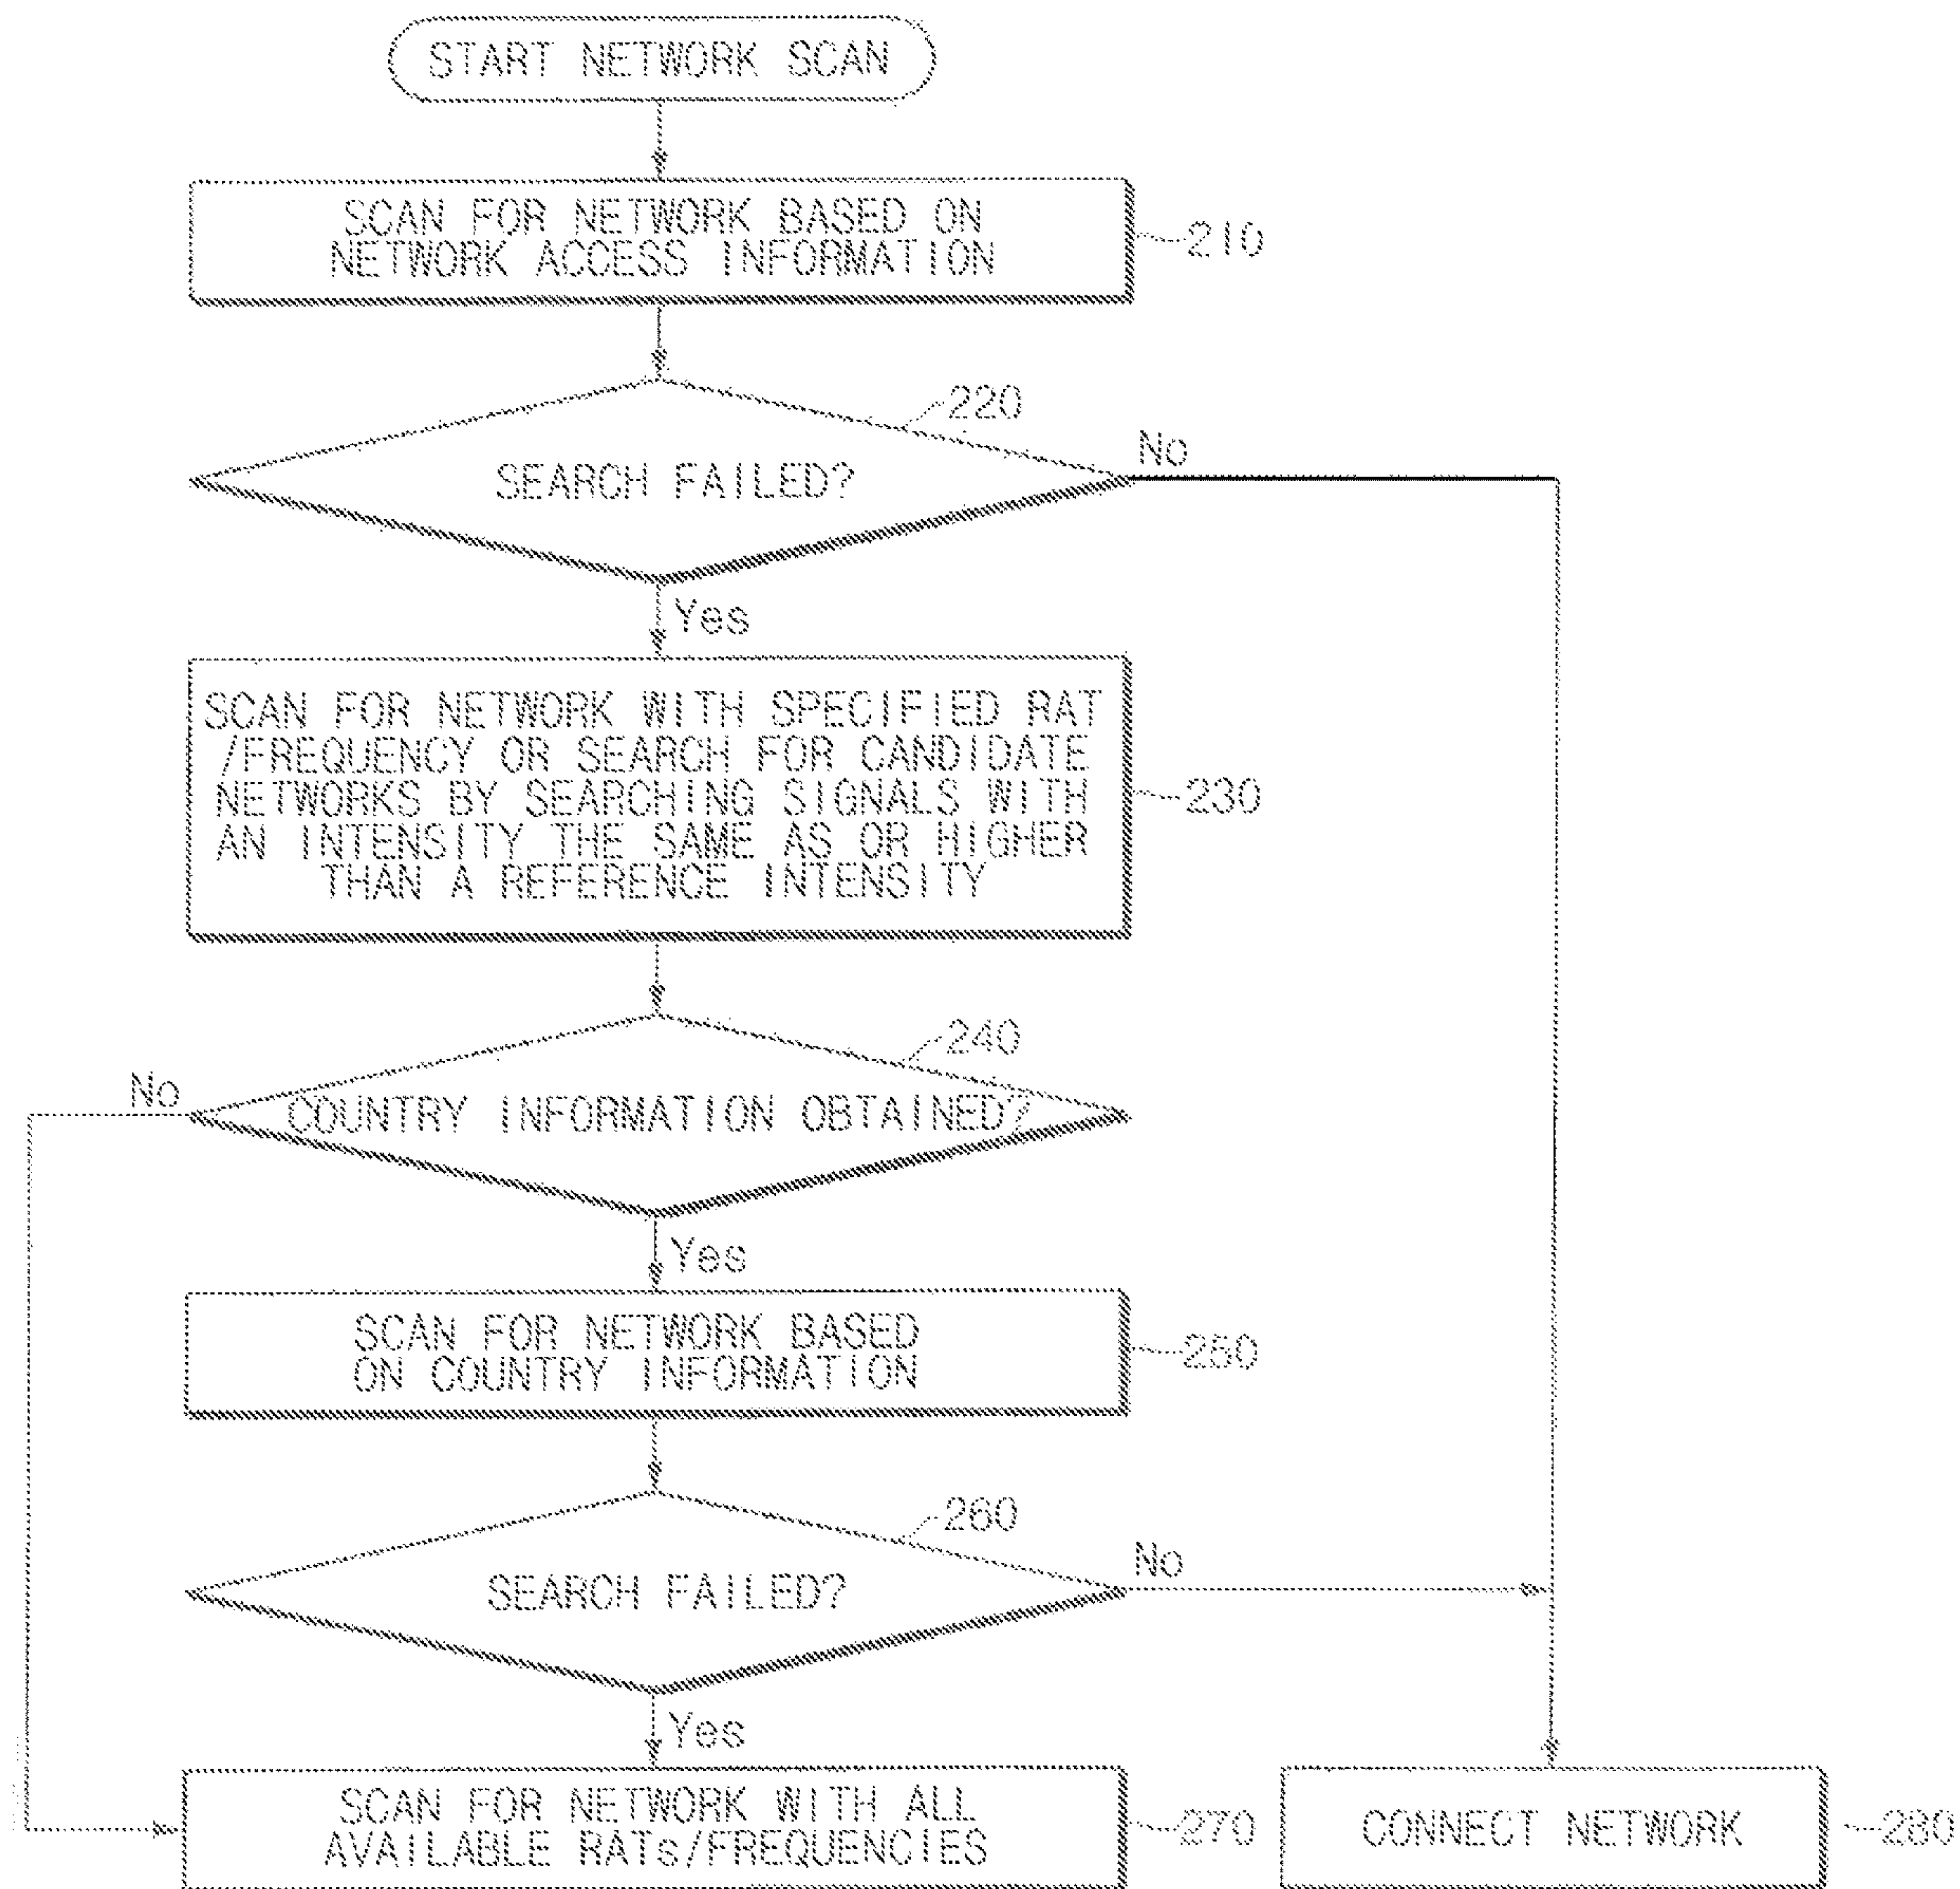 START NETWORK SCAN
SCAN FOR NETWORK BASED ON
NETWORK ACCESS INFORMATION
210
220
No
SEARCH FAILED?
Yes
SCAN FOR NETWORK WITH SPECIFIED RAT
/FREQUENCY OR SEARCH FOR CANDIDATE
NETWORKS BY SEARCHING SIGNALS WITH
AN INTENSITY THE SAME AS OR HIGHER
THAN A REFERENCE INTENSITY
230
240
No
COUNTRY INFORMATION OBTAINED?
Yes
SCAN FOR NETWORK BASED
ON COUNTRY INFORMATION
250
260
No
SEARCH FAILED?
Yes
SCAN FOR NETWORK WITH ALL
AVAILABLE RATs/FREQUENCIES
270
CONNECT NETWORK
280